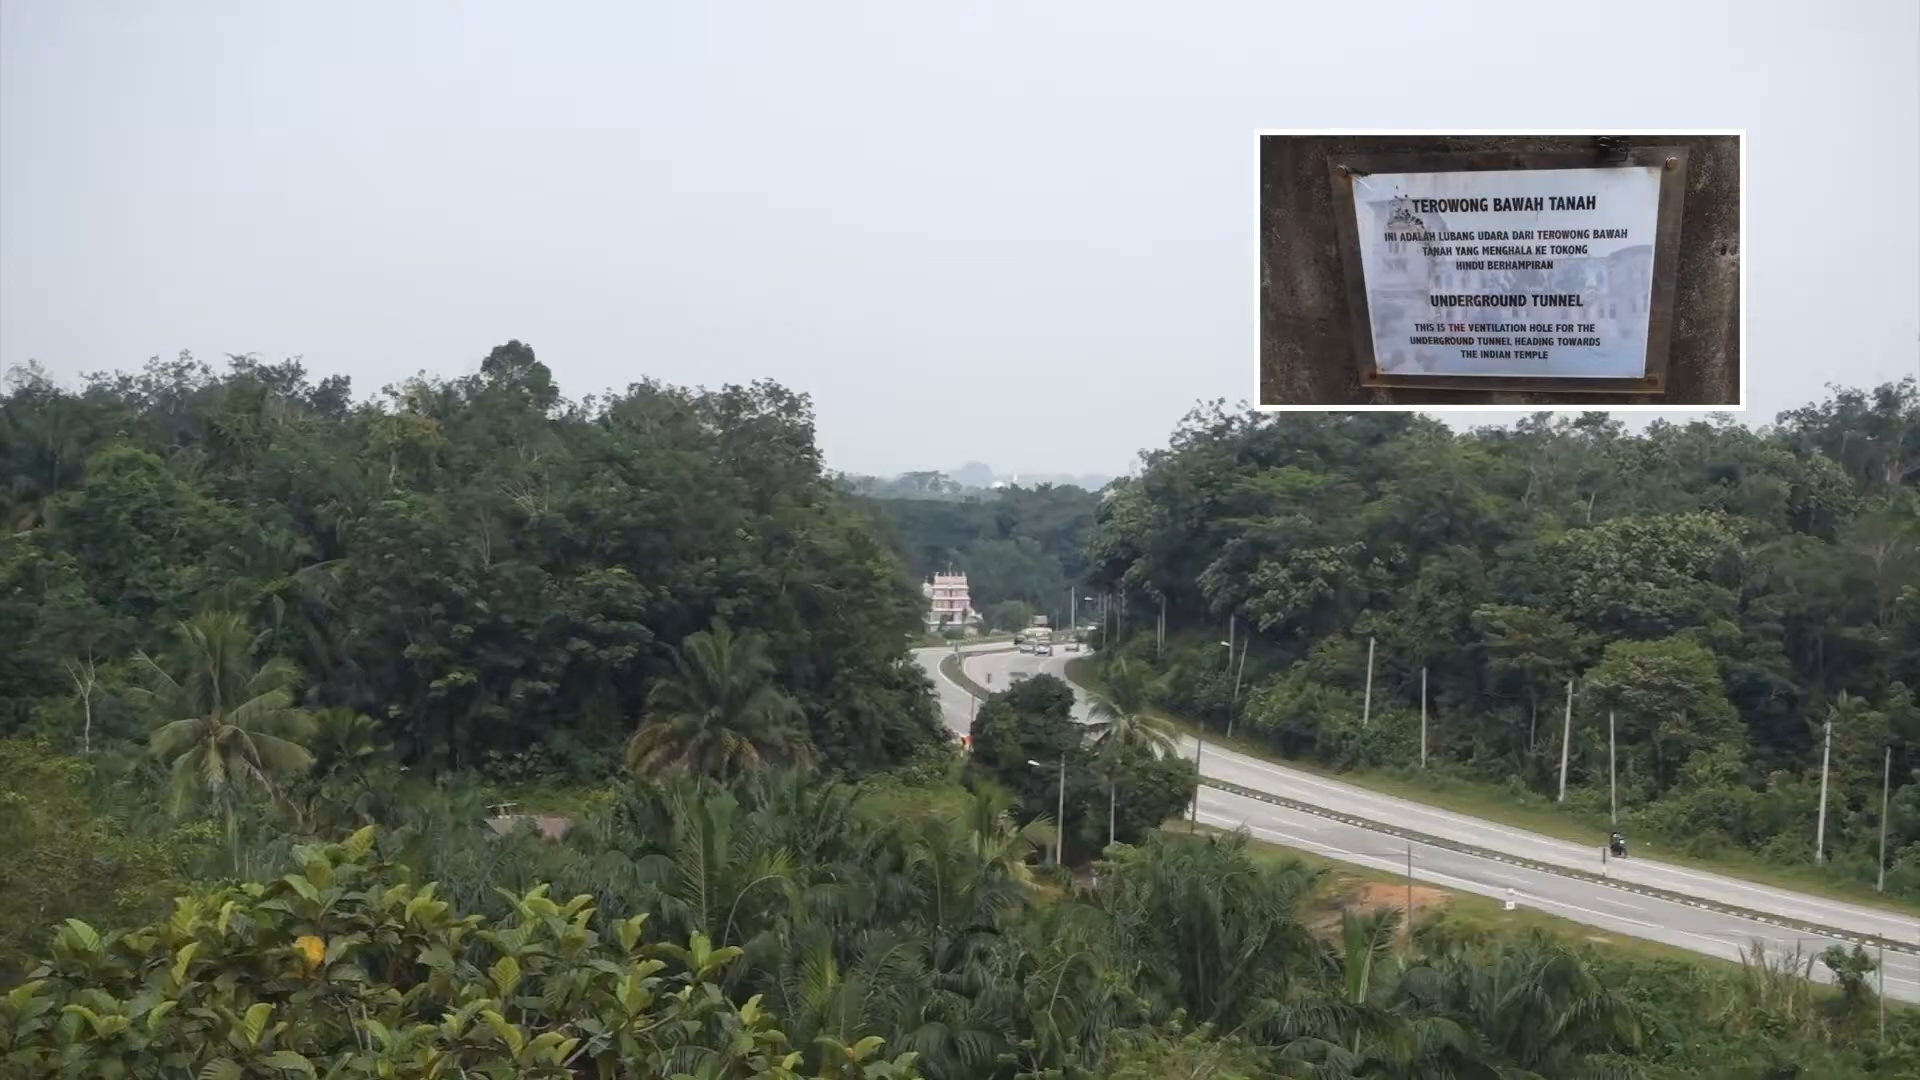 TEROWONG BAWAH TANAH
INI ADALAH LUBANG UDARA DARI TEROWONG BAWAH
TANAH YANG MENGHALA KE TOKONG
HINDU BERHAMPIRAN
UNDERGROUND TUNNEL
THIS IS THE VENTILATION HOLE FOR THE
UNDERGROUND TUNNEL HEADING TOWARDS
THE INDIAN TEMPLE